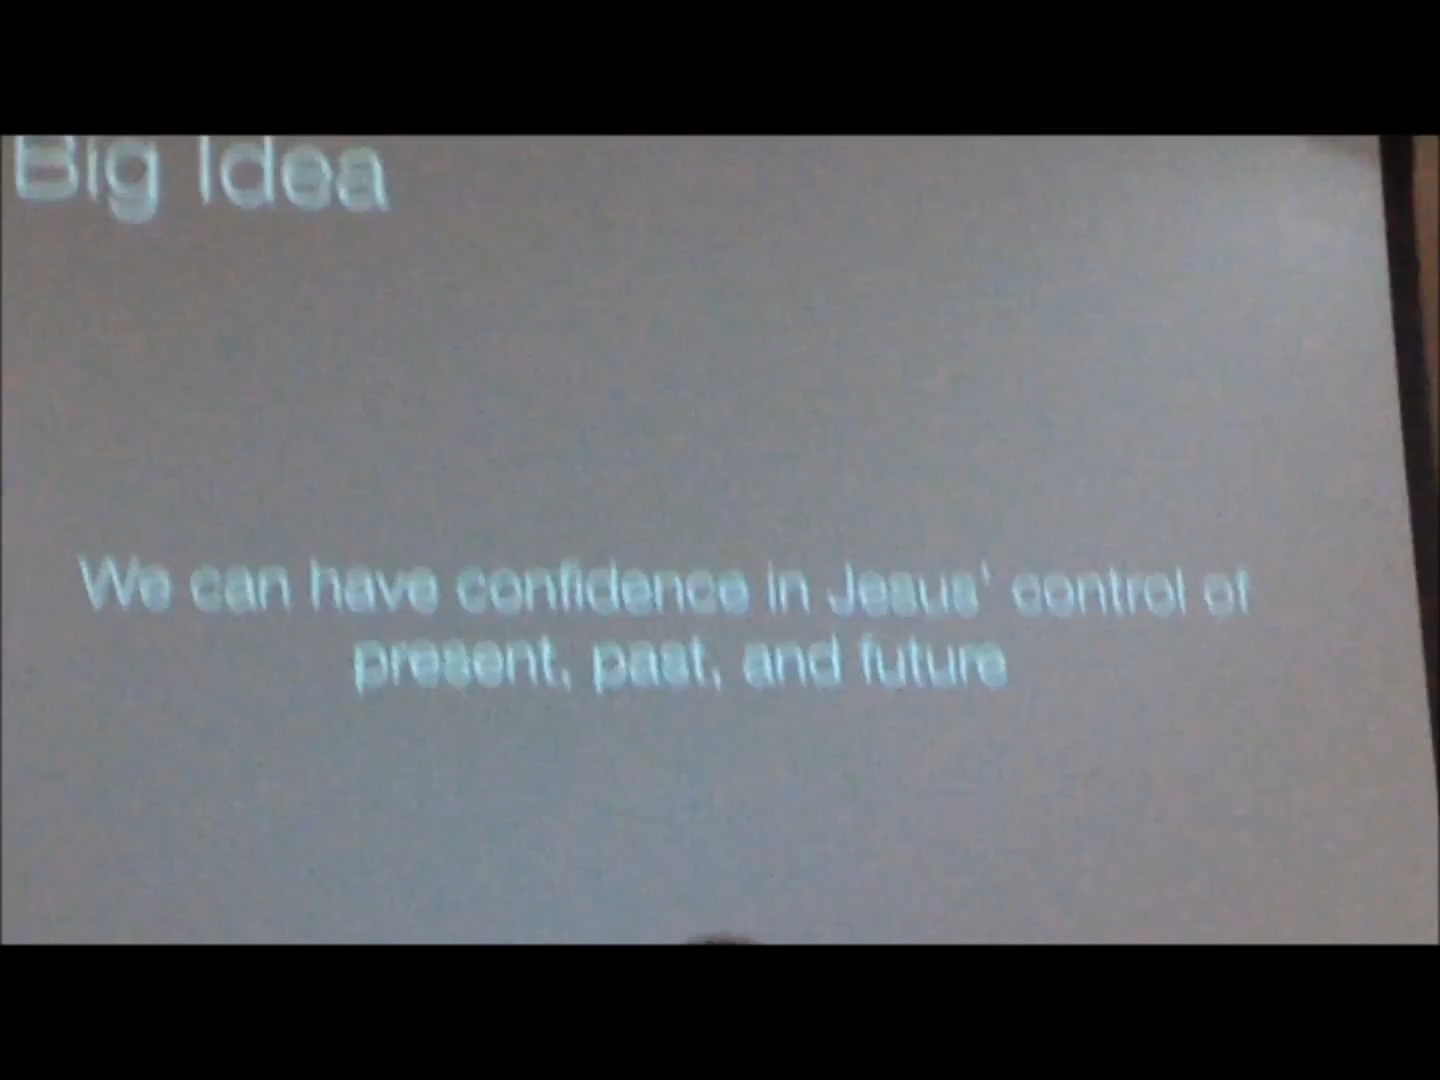 Big Idea
We can have confidence in Jesus' control of
present, past, and future